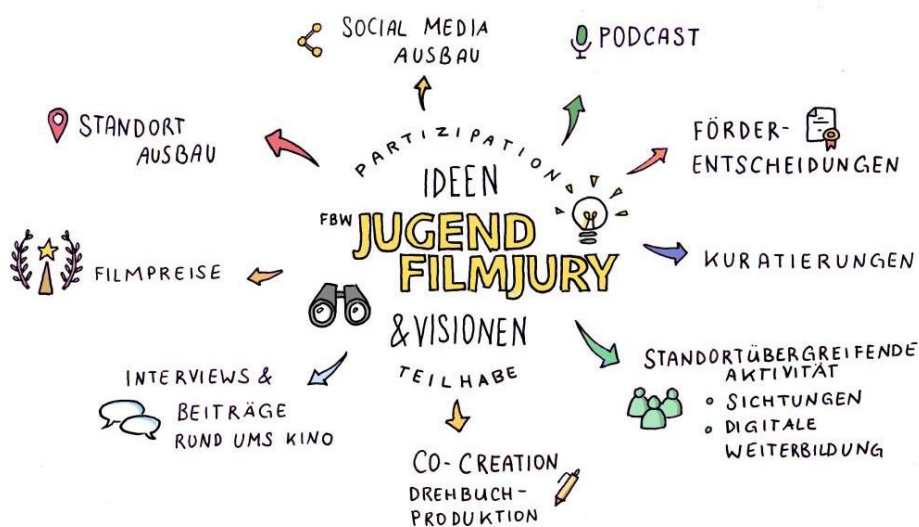 SOCIAL MEDIA
AUSBAU
PODCAST
STANDORT
AUSBAU
FÖRDER-
ENTSCHEIDUNGEN
PARTIZIPATION
IDEEN
FBW JUGEND
FILMJURY
& VISIONEN
TEILHABE
FILMPREISE
KURATIERUNGEN
INTERVIEWS &
BEITRÄGE
RUND UMS KINO
STANDORTÜBERGREIFENDE
AKTIVITÄT
• SICHTUNGEN
• DIGITALE
WEITERBILDUNG
CO-CREATION
DREHBUCH-
PRODUKTION